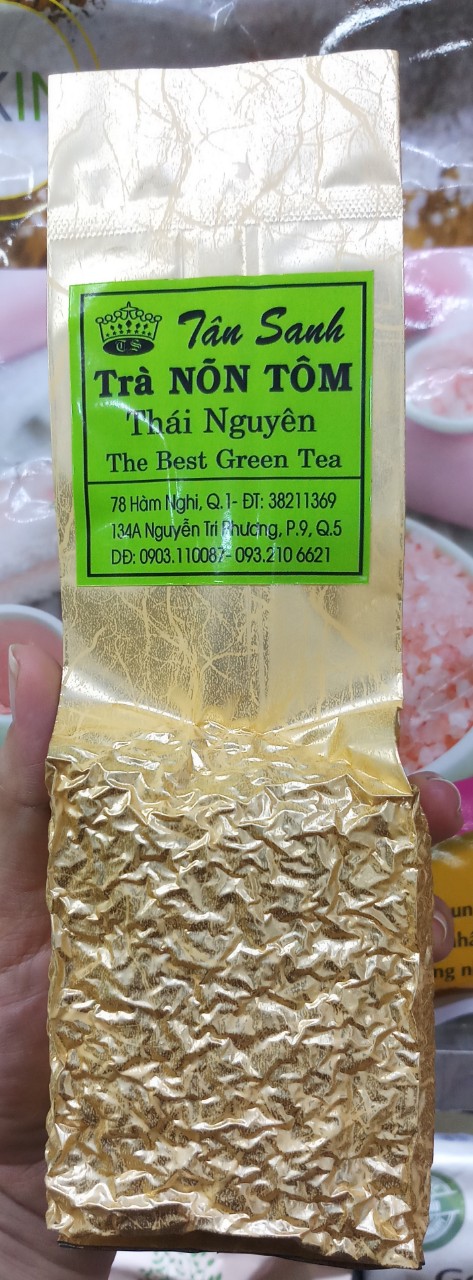 KIN
T S
Tân Sanh
Trà NÕN TÔM
Thái Nguyên
The Best Green Tea
78 Hàm Nghi, Q.1- ĐT: 38211369
134A Nguyễn Tri Phương, P.9, Q.5
DĐ: 0903.110087- 093.210 6621